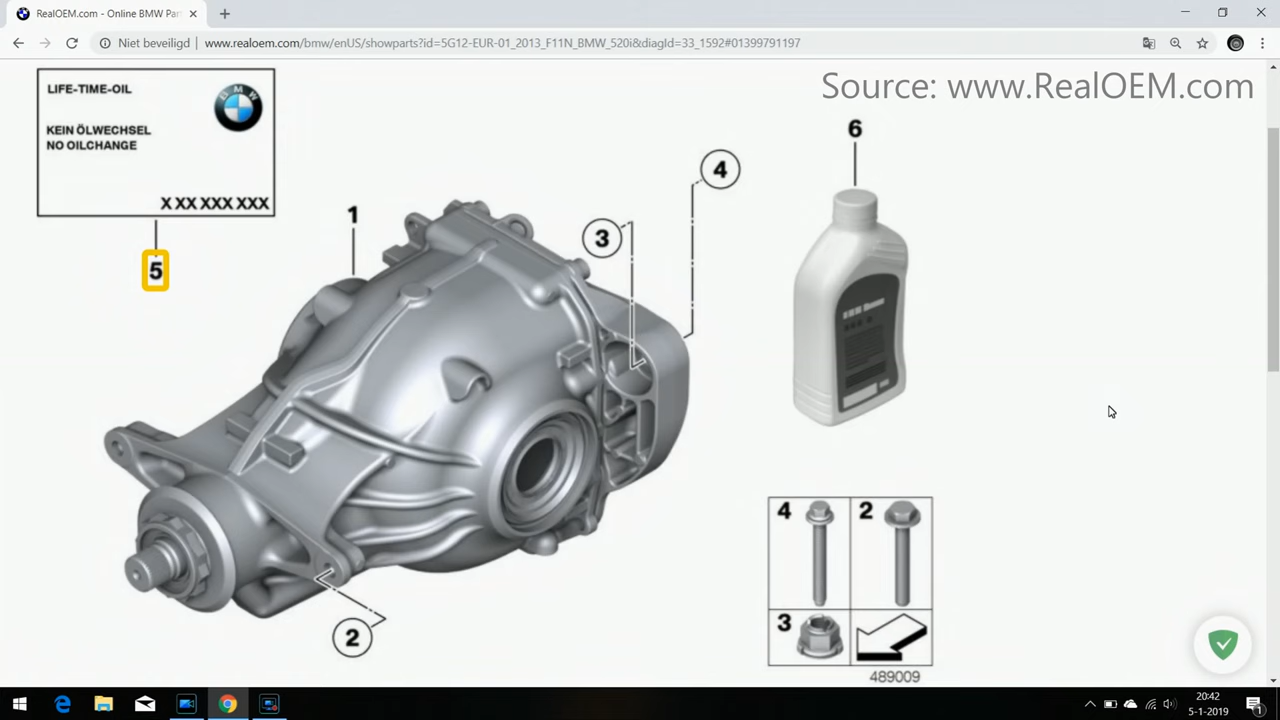 RealOEM.com - Online BMW Par
Niet beveiligd
www.realoem.com/bmw/enUS/showparts?id=5G12-EUR-01_2013_F11N_BMW_520i&diagId=33_1592#01399791197
Source: www.RealOEM.com
LIFE-TIME-OIL
BMW
KEIN ÖLWECHSEL
NO OILCHANGE
X XX XXX XXX
5
1
3
4
6
2
4
2
3
489009
20:42
5-1-2019
1